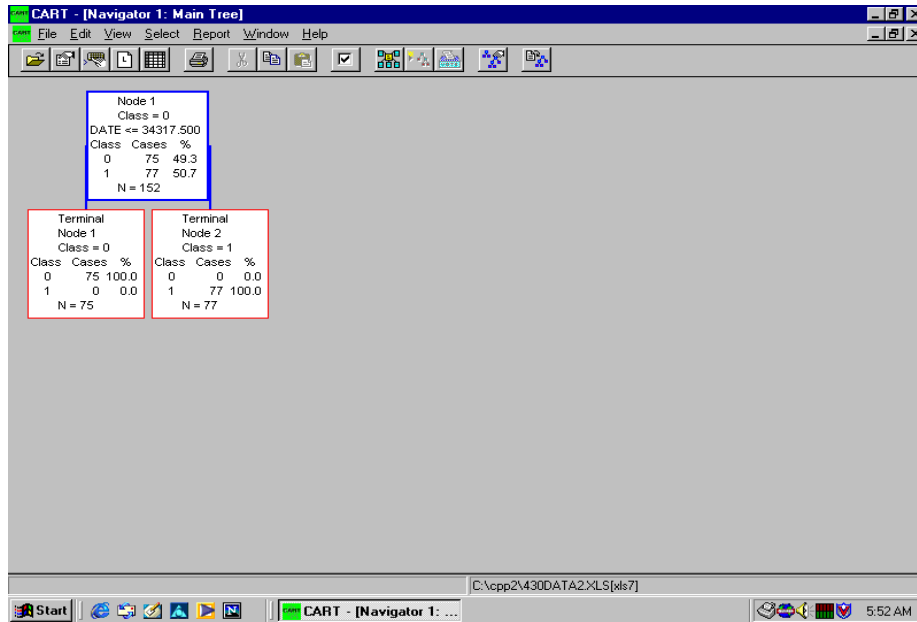 CART - [Navigator 1: Main Tree]
File Edit View Select Report Window Help
Node 1
Class = 0
DATE <= 34317.500
Class Cases %
0 75 49.3
1 77 50.7
N = 152
Terminal
Node 1
Class = 0
Class Cases %
0 75 100.0
1 0 0.0
N = 75
Terminal
Node 2
Class = 1
Class Cases %
0 0 0.0
1 77 100.0
N = 77
C:\cpp2\430DATA2.XLS[xls7]
Start
CART - [Navigator 1: ...
5:52 AM